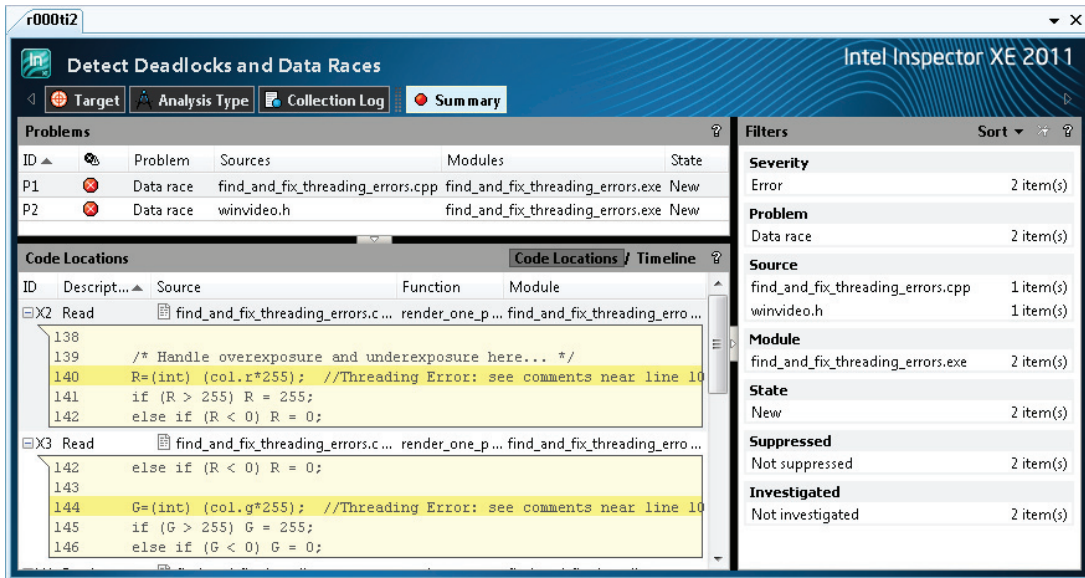 r000ti2
Detect Deadlocks and Data Races
Intel Inspector XE 2011
Target Analysis Type Collection Log Summary
Problems ?
ID Problem Sources Modules State
P1 Data race find_and_fix_threading_errors.cpp find_and_fix_threading_errors.exe New
P2 Data race winvideo.h find_and_fix_threading_errors.exe New
Code Locations Code Locations / Timeline ?
ID Descript... Source Function Module
X2 Read find_and_fix_threading_errors.c ... render_one_p ... find_and_fix_threading_erro ...
138
139 /* Handle overexposure and underexposure here... */
140 R=(int) (col.r*255); //Threading Error: see comments near line 10
141 if (R > 255) R = 255;
142 else if (R < 0) R = 0;
X3 Read find_and_fix_threading_errors.c ... render_one_p ... find_and_fix_threading_erro ...
142 else if (R < 0) R = 0;
143
144 G=(int) (col.g*255); //Threading Error: see comments near line 10
145 if (G > 255) G = 255;
146 else if (G < 0) G = 0;
Filters Sort ?
Severity
Error 2 item(s)
Problem
Data race 2 item(s)
Source
find_and_fix_threading_errors.cpp 1 item(s)
winvideo.h 1 item(s)
Module
find_and_fix_threading_errors.exe 2 item(s)
State
New 2 item(s)
Suppressed
Not suppressed 2 item(s)
Investigated
Not investigated 2 item(s)